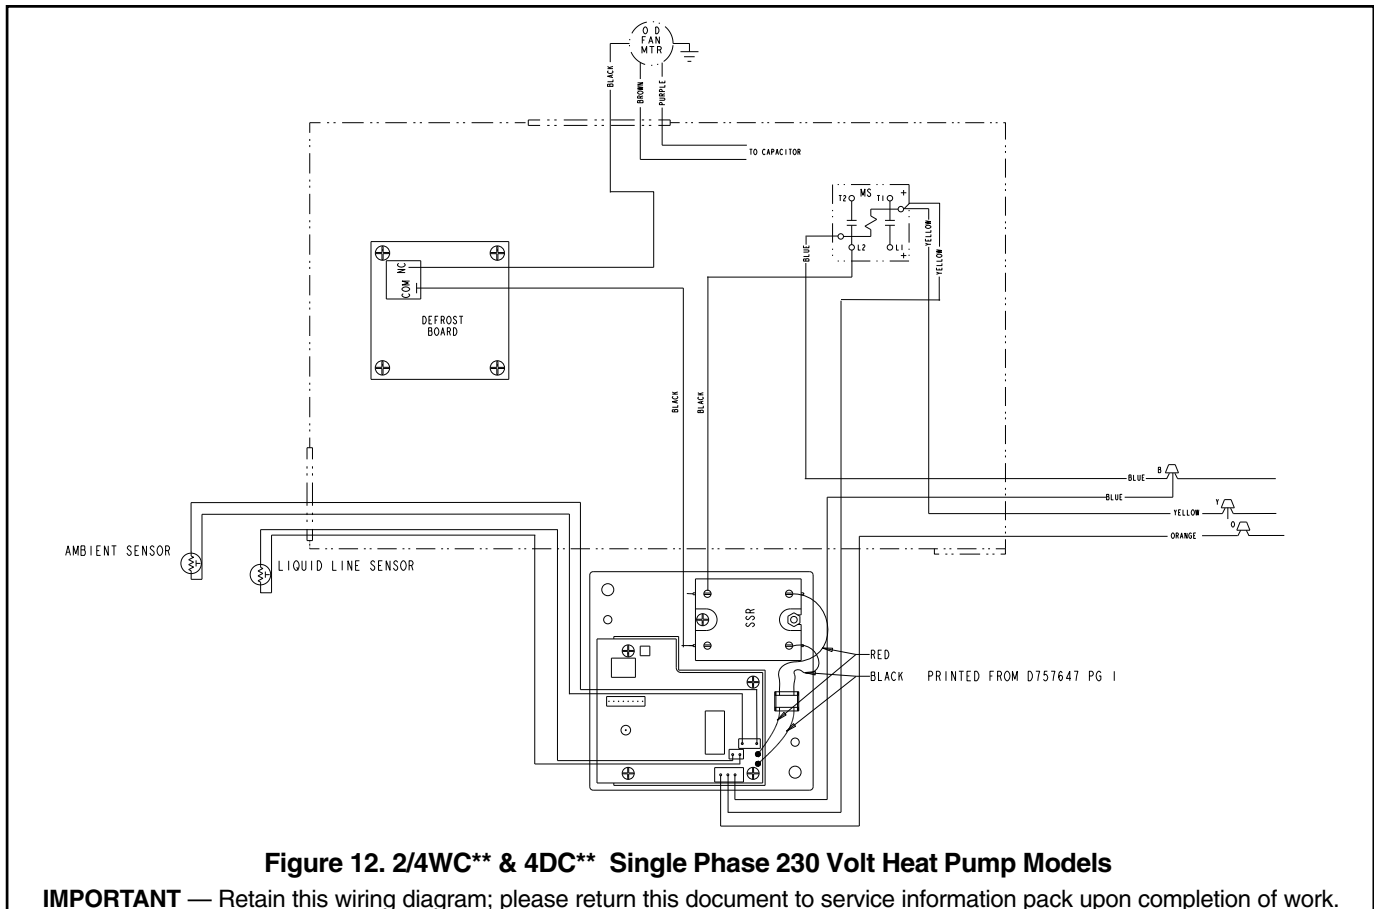 O D
FAN
MTR
BLACK
BROWN
PURPLE
TO CAPACITOR
MS
T2
T1
+
L2
L1
+
BLUE
YELLOW
YELLOW
NC
COM
DEFROST
BOARD
BLACK
BLACK
B
BLUE
BLUE
Y
YELLOW
O
ORANGE
AMBIENT SENSOR
LIQUID LINE SENSOR
SSR
RED
BLACK PRINTED FROM D757647 PG 1
Figure 12. 2/4WC** & 4DC** Single Phase 230 Volt Heat Pump Models
IMPORTANT — Retain this wiring diagram; please return this document to service information pack upon completion of work.